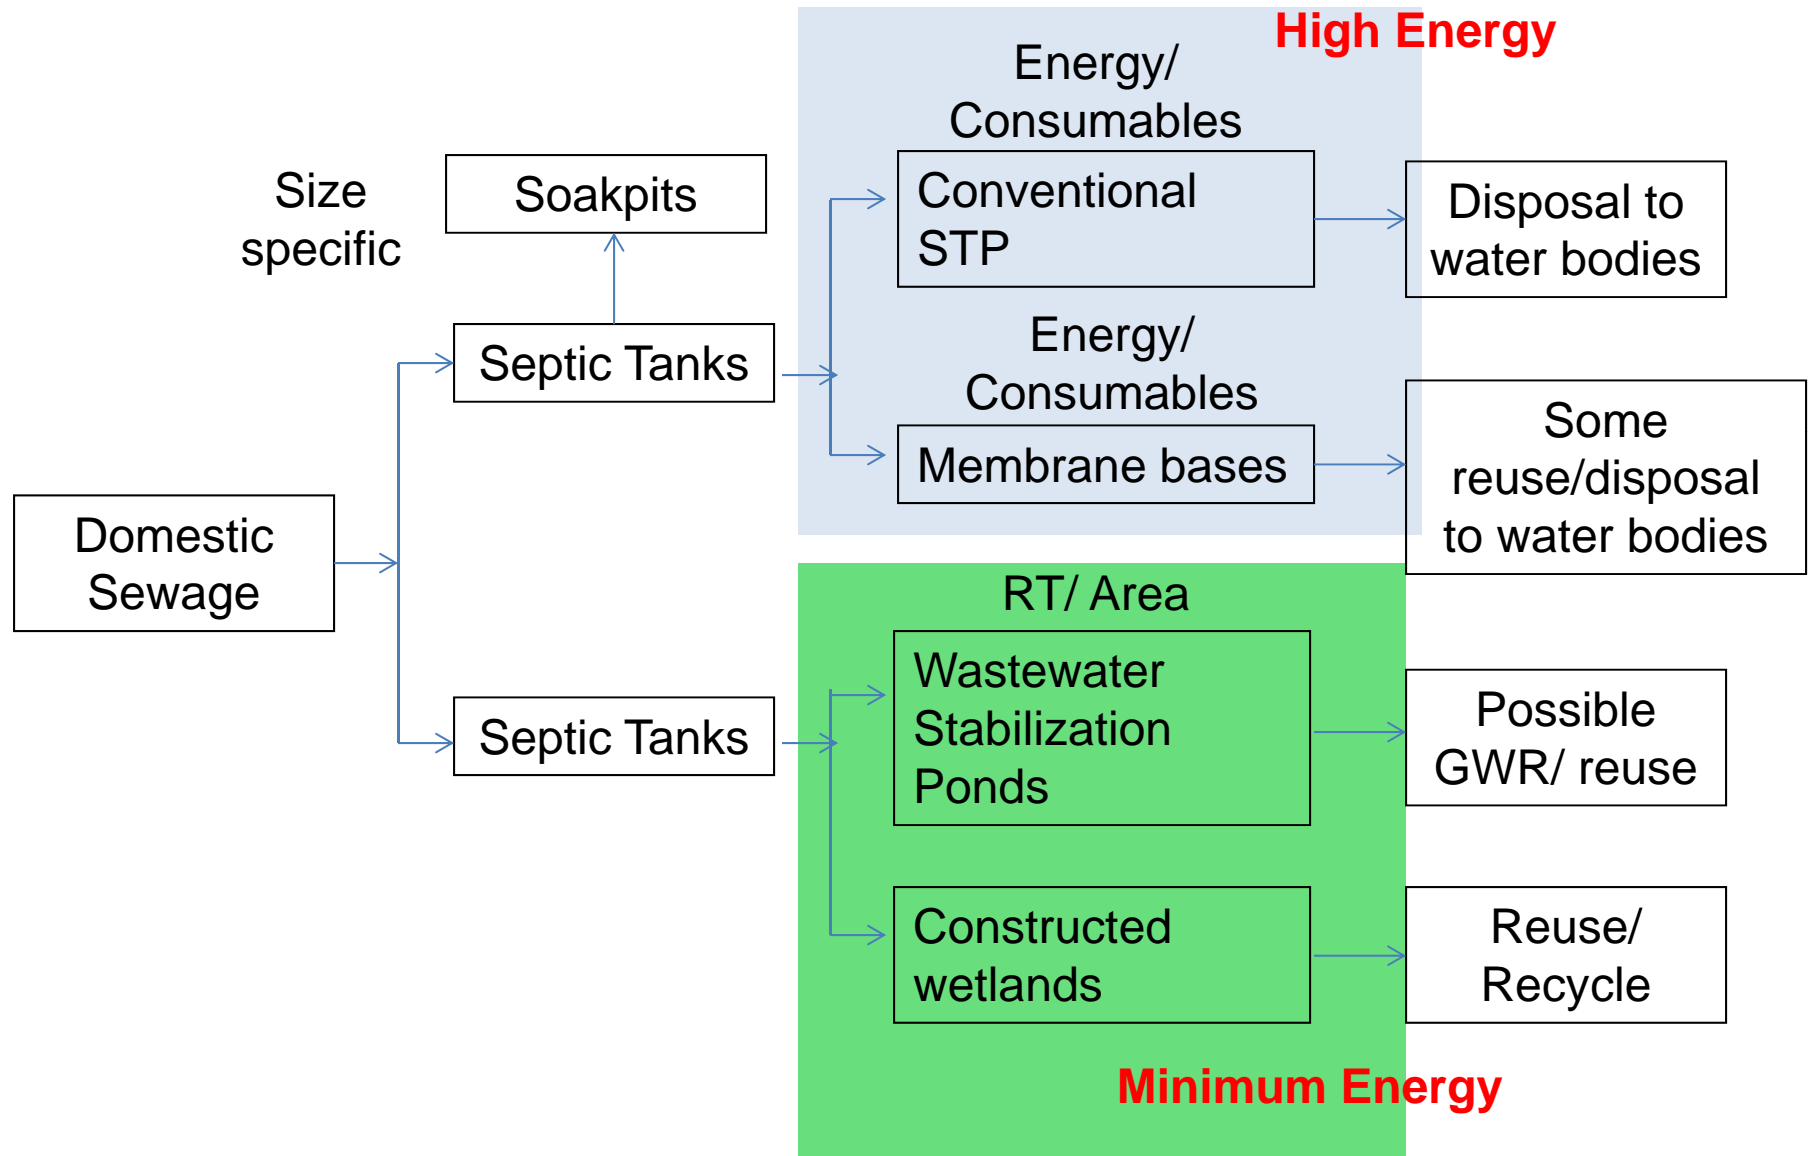 High Energy
Energy/
Consumables
Size
specific
Soakpits
Conventional
STP
Disposal to
water bodies
Septic Tanks
Energy/
Consumables
Membrane bases
Some
reuse/disposal
to water bodies
Domestic
Sewage
RT/ Area
Wastewater
Stabilization
Ponds
Possible
GWR/ reuse
Septic Tanks
Constructed
wetlands
Reuse/
Recycle
Minimum Energy